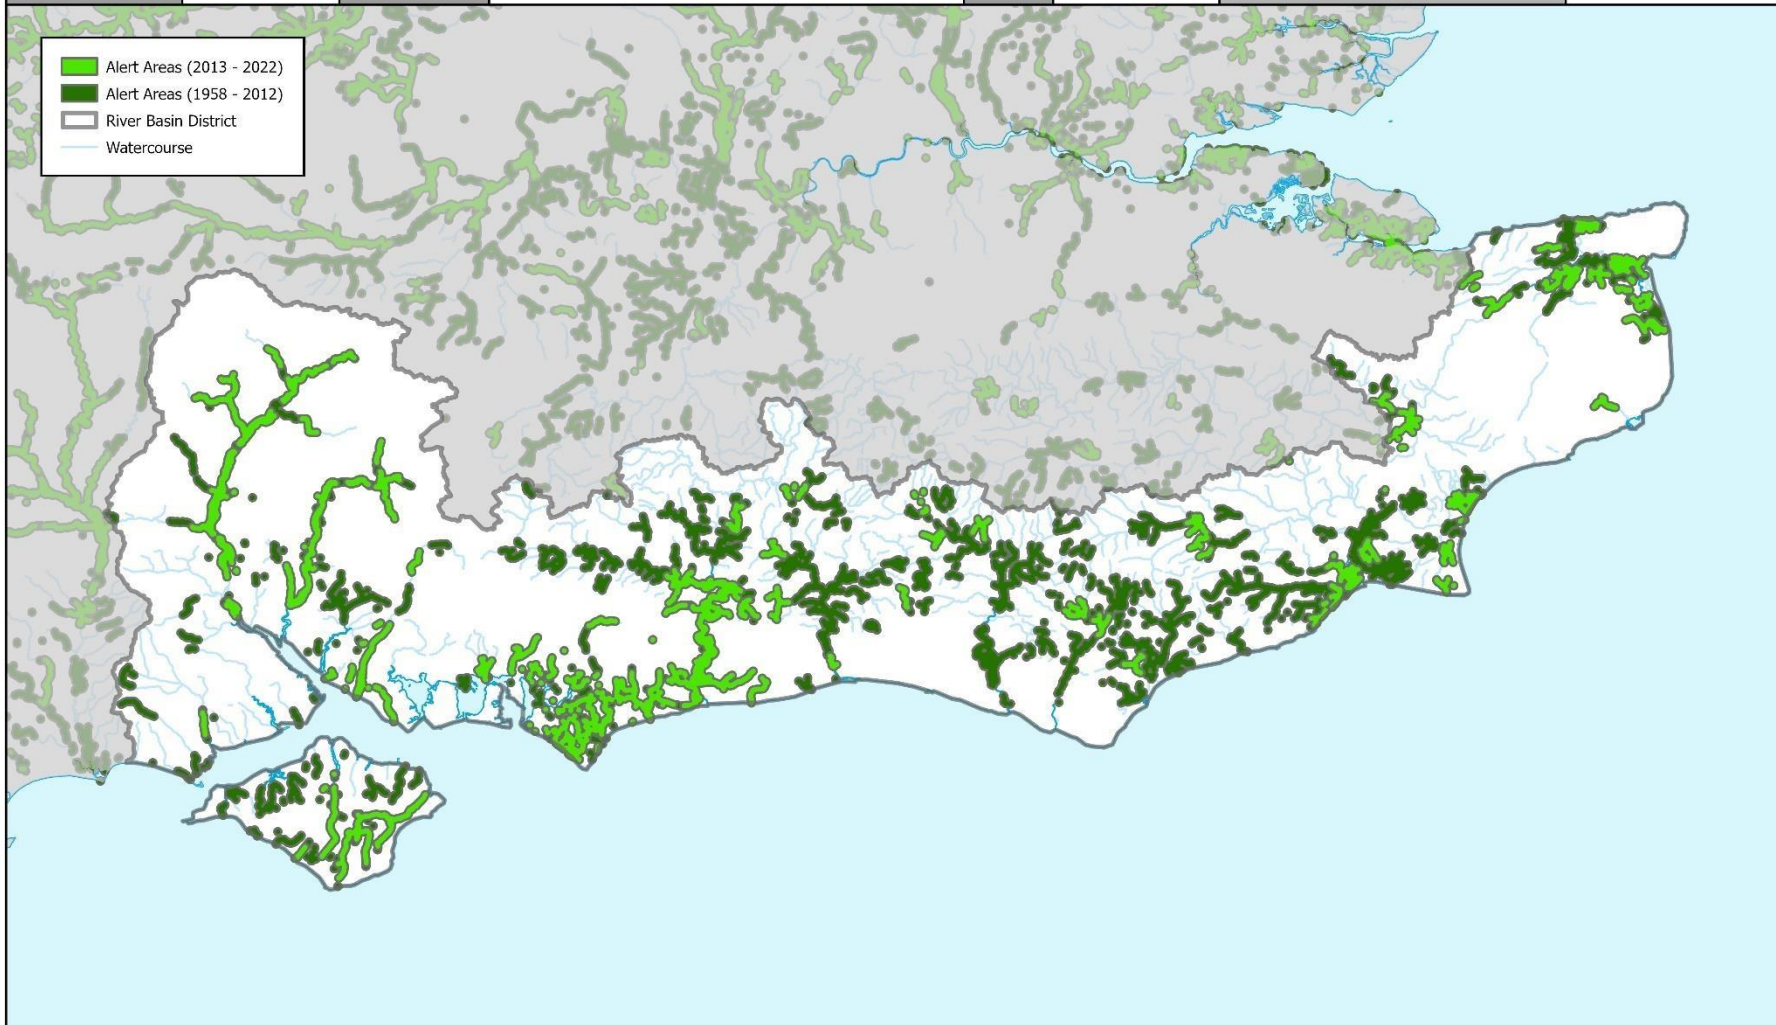 Alert Areas (2013 - 2022)
Alert Areas (1958 - 2012)
River Basin District
Watercourse